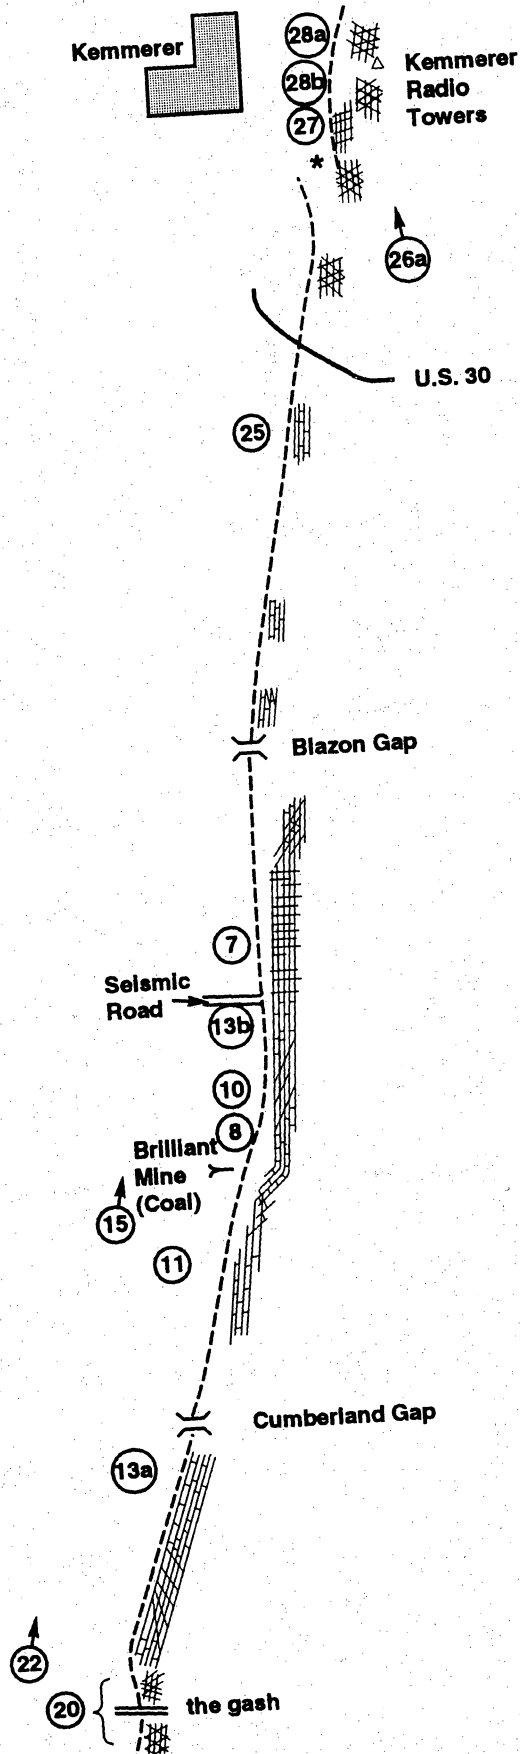 Kemmerer
28a
28b
27
*
Kemmerer
Radio
Towers
26a
U.S. 30
25
Blazon Gap
7
Seismic
Road
13b
10
8
Brilliant
Mine
(Coal)
15
11
Cumberland Gap
13a
22
20
the gash